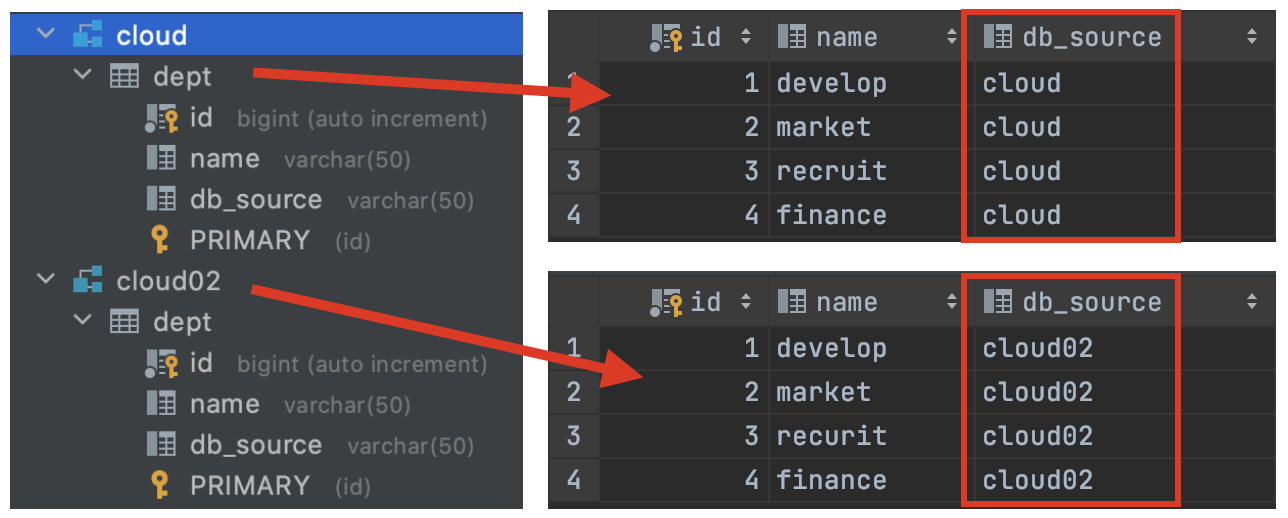 cloud
dept
id bigint (auto increment)
name varchar(50)
db_source varchar(50)
PRIMARY (id)
cloud02
dept
id bigint (auto increment)
name varchar(50)
db_source varchar(50)
PRIMARY (id)
id name db_source
1 1 develop cloud
2 2 market cloud
3 3 recruit cloud
4 4 finance cloud
id name db_source
1 1 develop cloud02
2 2 market cloud02
3 3 recurit cloud02
4 4 finance cloud02